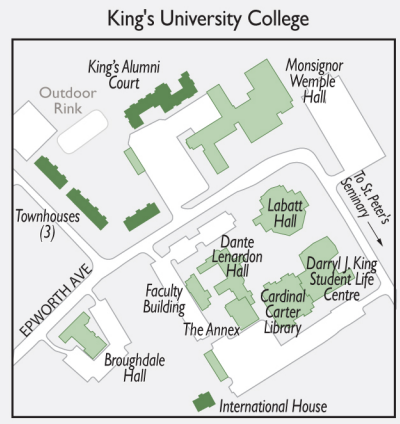 King's University College
King's Alumni
Court
Monsignor
Wemple
Hall
Outdoor
Rink
To St. Peter's
Seminary
Townhouses
(3)
Labatt
Hall
Dante
Lenardon
Hall
Darryl J. King
Student Life
Centre
EPWORTH AVE
Faculty
Building
Cardinal
Carter
Library
The Annex
Broughdale
Hall
International House